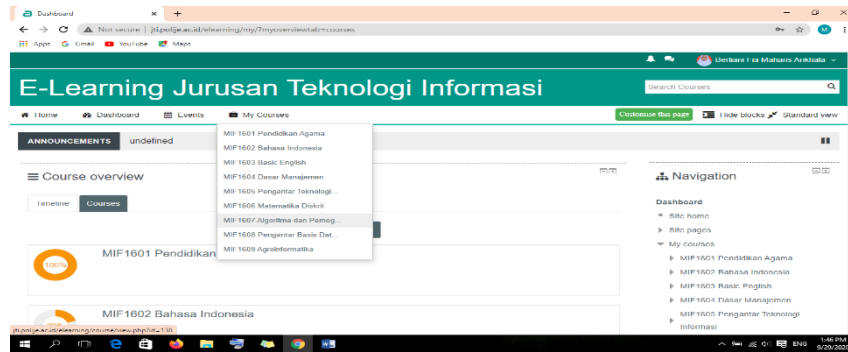 Dashboard
Not secure | jti.polije.ac.id/elearning/my/?myoverviewtab=courses
Apps Gmail YouTube Maps
E-Learning Jurusan Teknologi Informasi
Search Courses
Home Dashboard Events My Courses
Customise this page Hide blocks Standard view
ANNOUNCEMENTS undefined
MIF1601 Pendidikan Agama
MIF1602 Bahasa Indonesia
MIF1603 Basic English
MIF1604 Dasar Manajemen
MIF1605 Pengantar Teknologi...
MIF1606 Matematika Diskrit
MIF1607 Algoritma dan Pemog...
MIF1608 Pengantar Basis Dat...
MIF1609 Agroinformatika
Course overview
Timeline Courses
100%
MIF1601 Pendidikan
MIF1602 Bahasa Indonesia
jti.polije.ac.id/elearning/course/view.php?id=130
Navigation
Dashboard
Site home
Site pages
My courses
MIF1601 Pendidikan Agama
MIF1602 Bahasa Indonesia
MIF1603 Basic English
MIF1604 Dasar Manajemen
MIF1605 Pengantar Teknologi
Informasi
ENG
1:46 PM
9/29/2020